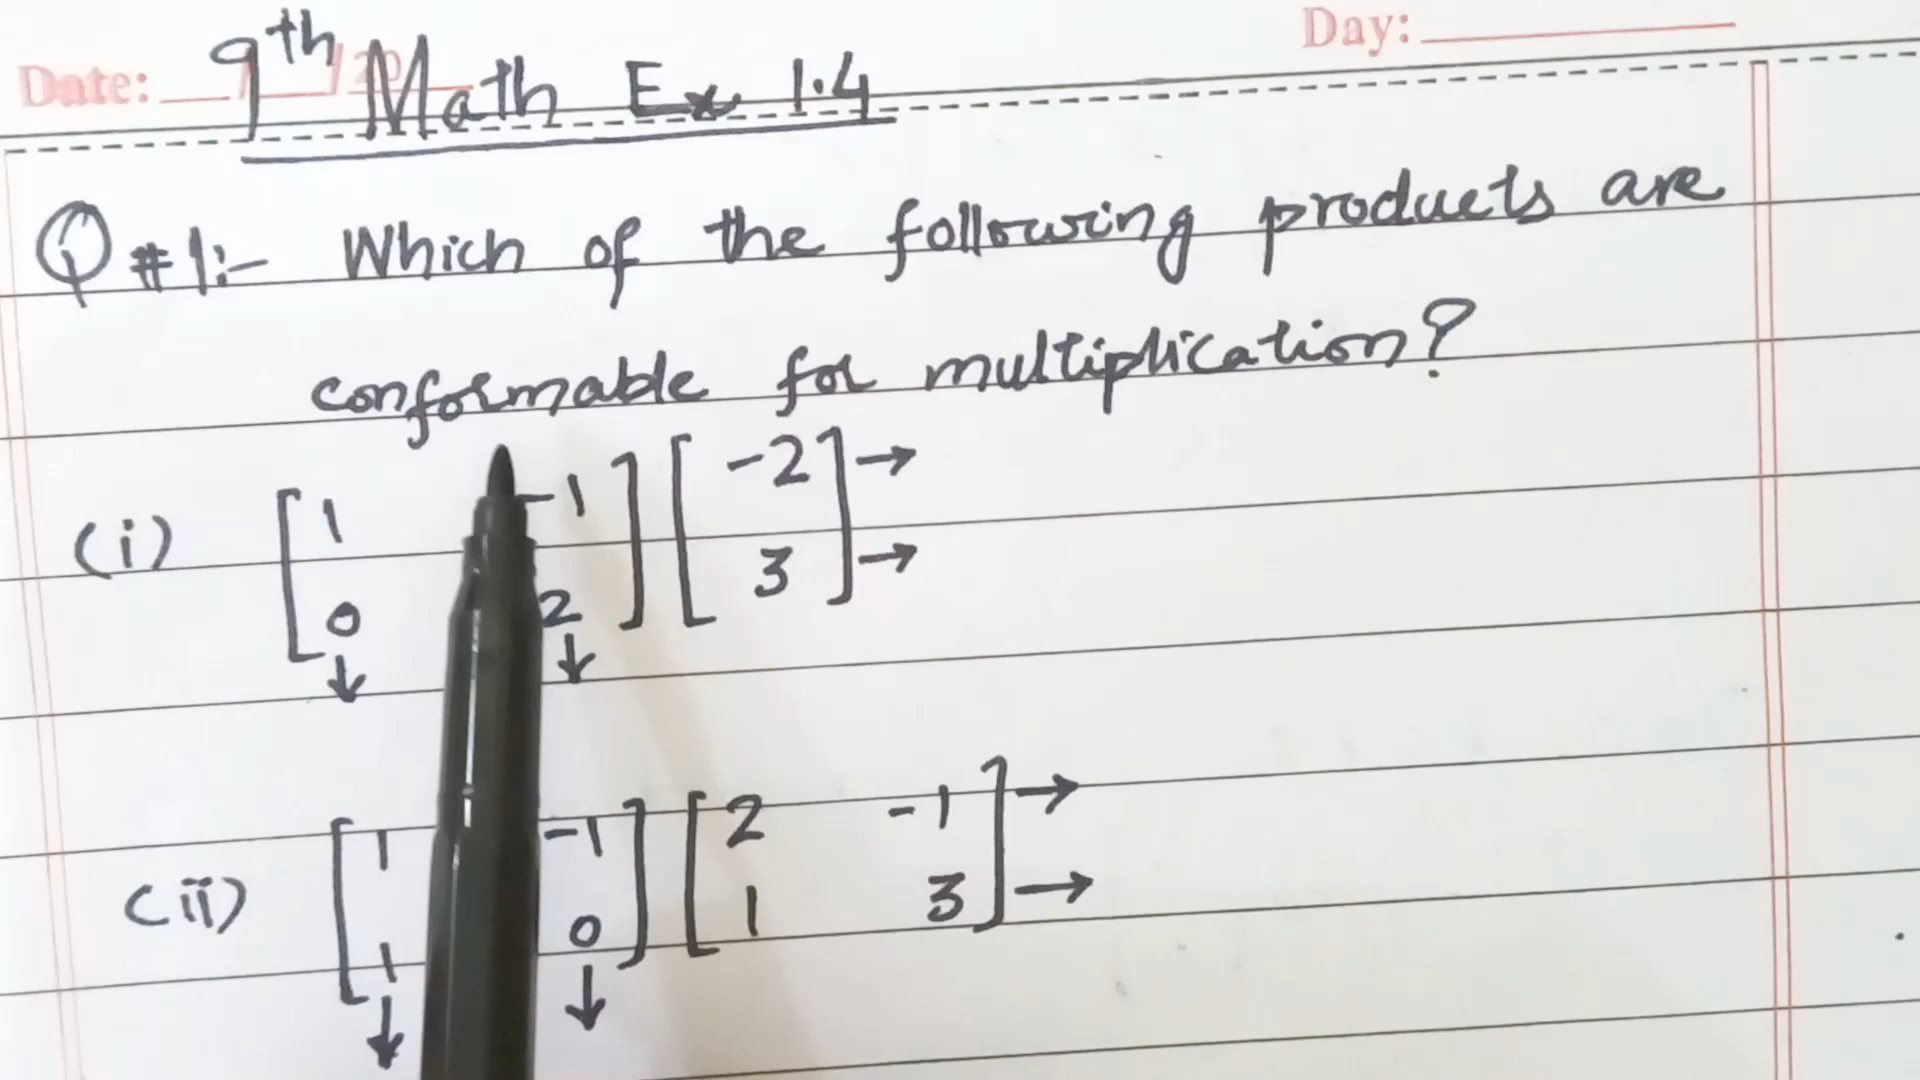 Date: / /20 Day:
9th Math Ex 1.4
Q #1:- Which of the following products are
conformable for multiplication?
(i) [1 -1] [-2] →
[0 2] [3] →
↓ ↓
(ii) [1 -1] [2 -1] →
[1 0] [1 3] →
↓ ↓